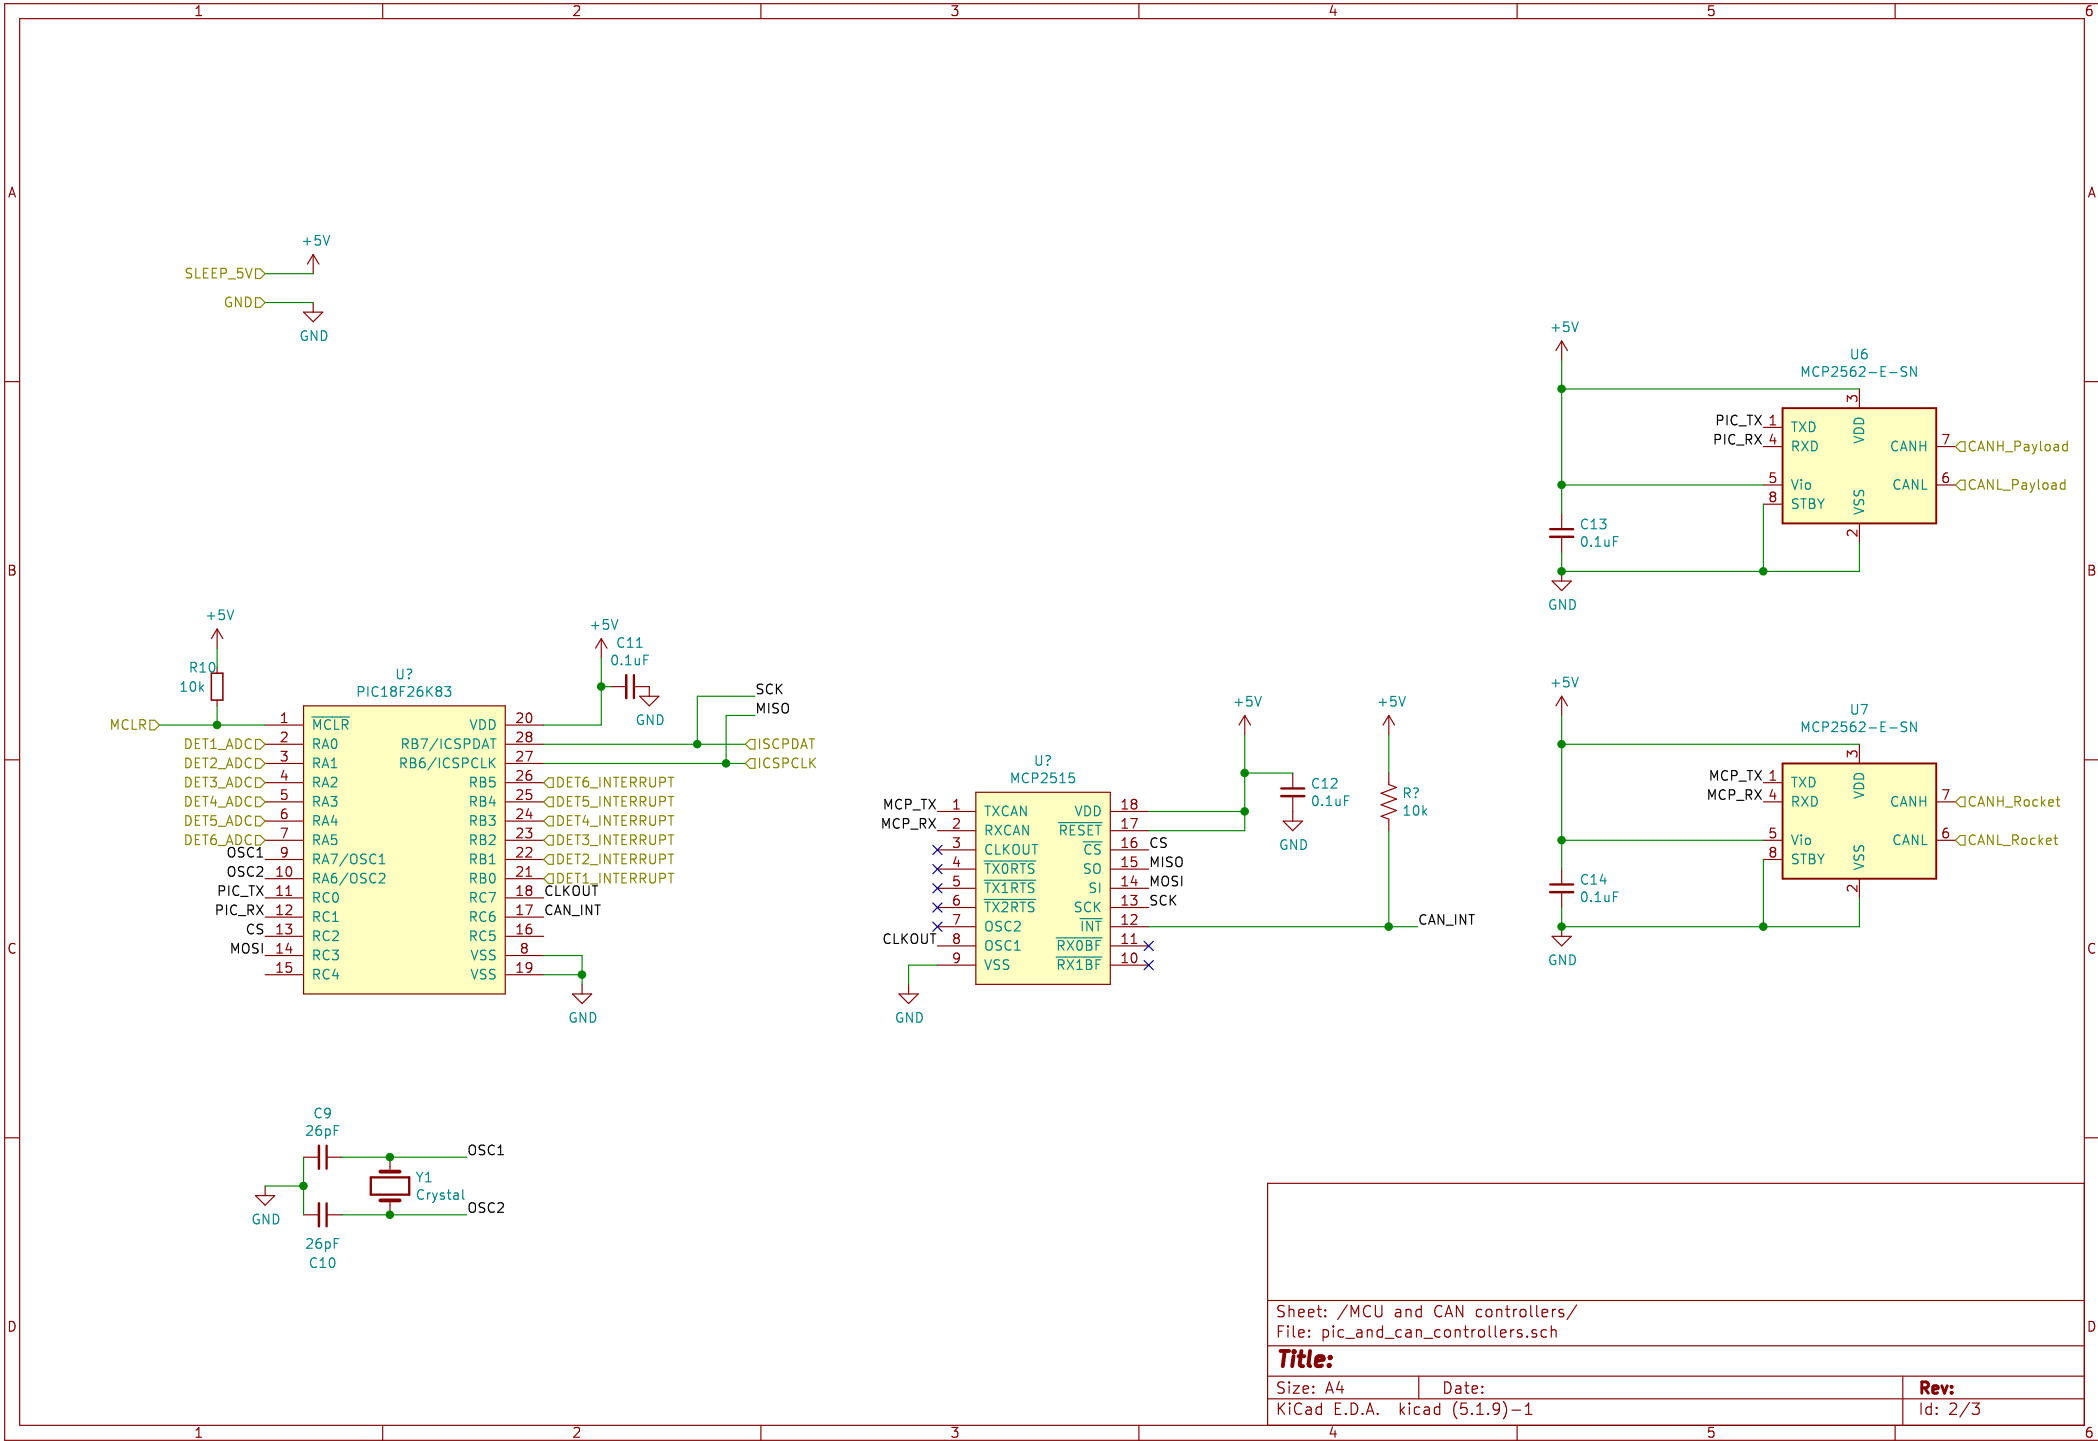 1 2 3 4 5 6
A A
+5V
SLEEP_5V
GND
GND
+5V
U6
MCP2562-E-SN
3
PIC_TX 1 TXD VDD
PIC_RX 4 RXD CANH 7 CANH_Payload
5 Vio CANL 6 CANL_Payload
8 STBY VSS
2
C13
0.1uF
GND
B B
+5V
R10
10k
MCLR
U?
PIC18F26K83
+5V
C11
0.1uF
GND
SCK
MISO
1 MCLR VDD 20
DET1_ADC 2 RA0 RB7/ICSPDAT 28 ISCPDAT
DET2_ADC 3 RA1 RB6/ICSPCLK 27 ICSPCLK
DET3_ADC 4 RA2 RB5 26 DET6_INTERRUPT
DET4_ADC 5 RA3 RB4 25 DET5_INTERRUPT
DET5_ADC 6 RA4 RB3 24 DET4_INTERRUPT
DET6_ADC 7 RA5 RB2 23 DET3_INTERRUPT
OSC1 9 RA7/OSC1 RB1 22 DET2_INTERRUPT
OSC2 10 RA6/OSC2 RB0 21 DET1_INTERRUPT
PIC_TX 11 RC0 RC7 18 CLKOUT
PIC_RX 12 RC1 RC6 17 CAN_INT
CS 13 RC2 RC5 16
MOSI 14 RC3 VSS 8
15 RC4 VSS 19
GND
U?
MCP2515
+5V
C12
0.1uF
GND
+5V
R?
10k
MCP_TX 1 TXCAN VDD 18
MCP_RX 2 RXCAN RESET 17
3 CLKOUT CS 16 CS
4 TX0RTS SO 15 MISO
5 TX1RTS SI 14 MOSI
6 TX2RTS SCK 13 SCK
7 OSC2 INT 12 CAN_INT
CLKOUT 8 OSC1 RX0BF 11
9 VSS RX1BF 10
GND
+5V
U7
MCP2562-E-SN
3
MCP_TX 1 TXD VDD
MCP_RX 4 RXD CANH 7 CANH_Rocket
5 Vio CANL 6 CANL_Rocket
8 STBY VSS
2
C14
0.1uF
GND
C C
C9
26pF
OSC1
Y1
Crystal
GND
OSC2
26pF
C10
D D
Sheet: /MCU and CAN controllers/
File: pic_and_can_controllers.sch
Title:
Size: A4 Date: Rev:
KiCad E.D.A. kicad (5.1.9)-1 Id: 2/3
1 2 3 4 5 6